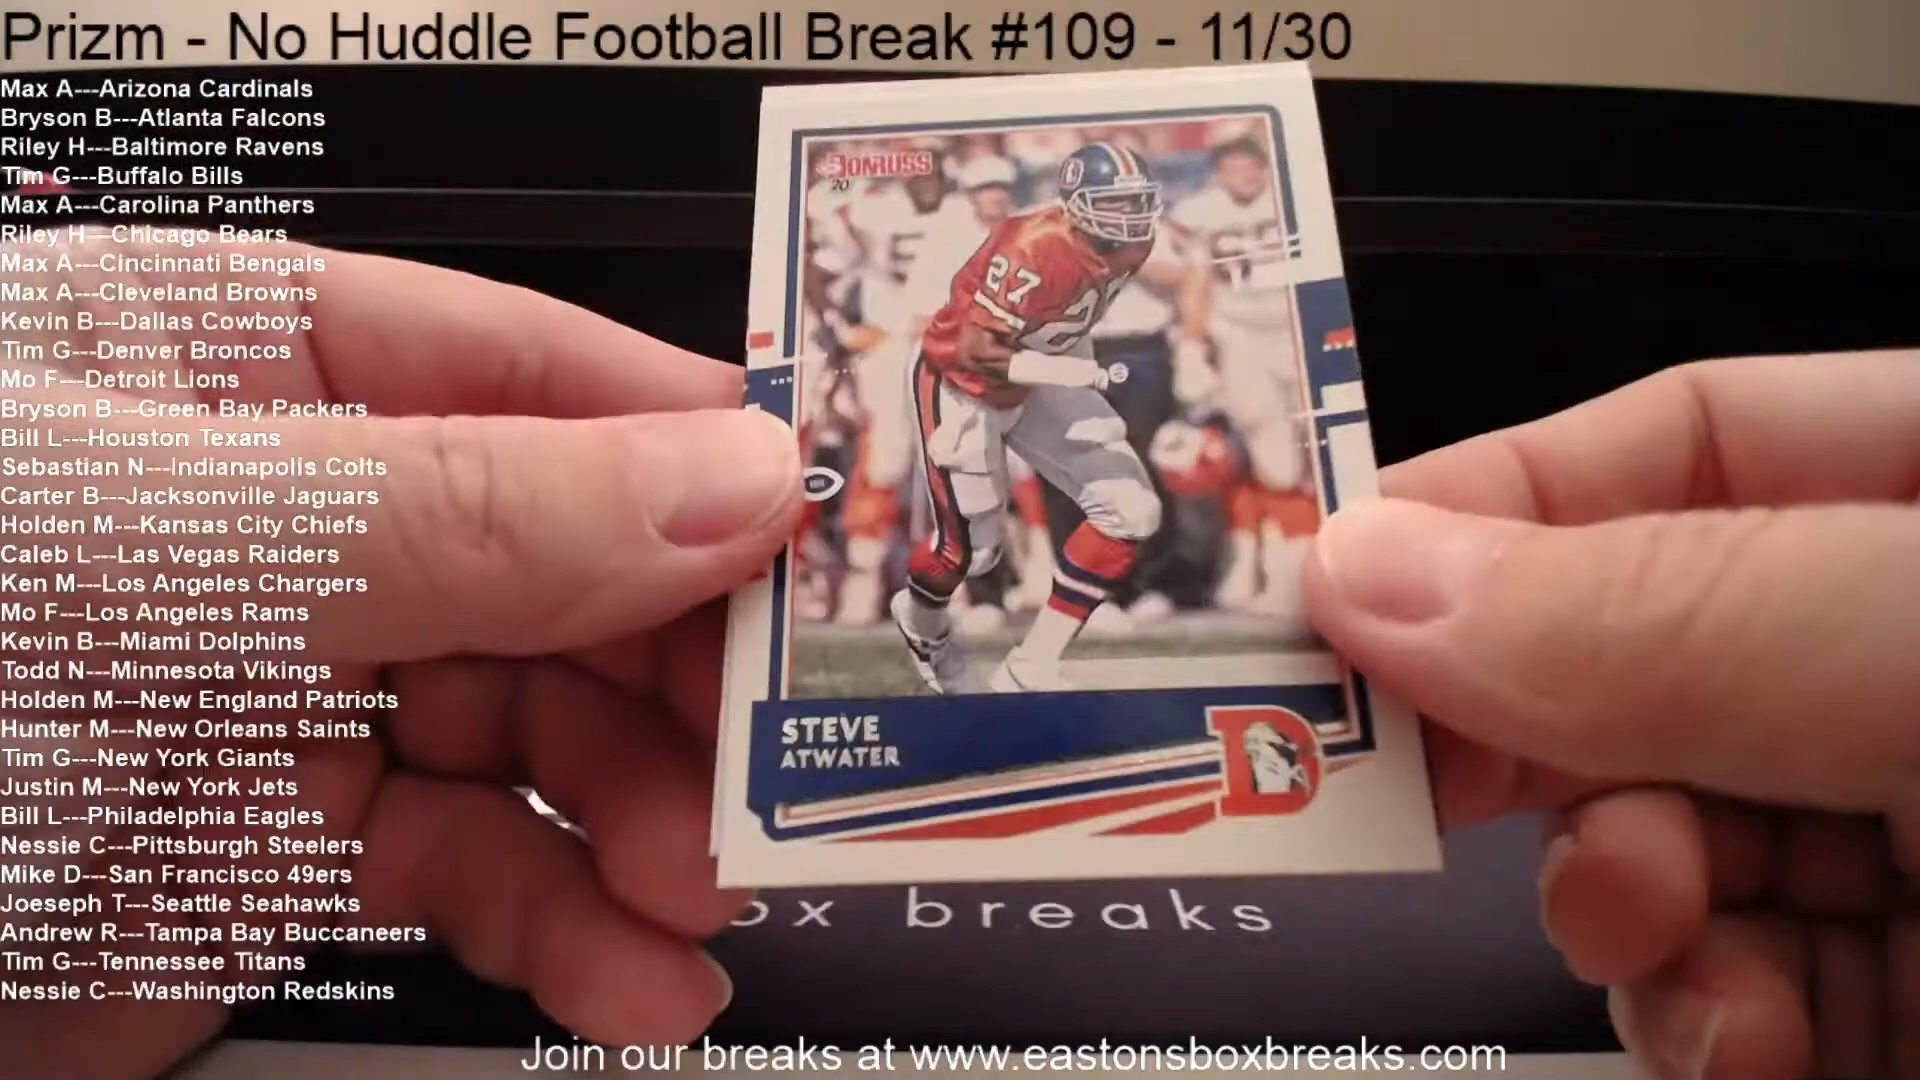 Prizm - No Huddle Football Break #109 - 11/30
Max A---Arizona Cardinals
Bryson B---Atlanta Falcons
Riley H---Baltimore Ravens
Tim G---Buffalo Bills
Max A---Carolina Panthers
Riley H---Chicago Bears
Max A---Cincinnati Bengals
Max A---Cleveland Browns
Kevin B---Dallas Cowboys
Tim G---Denver Broncos
Mo F---Detroit Lions
Bryson B---Green Bay Packers
Bill L---Houston Texans
Sebastian N---Indianapolis Colts
Carter B---Jacksonville Jaguars
Holden M---Kansas City Chiefs
Caleb L---Las Vegas Raiders
Ken M---Los Angeles Chargers
Mo F---Los Angeles Rams
Kevin B---Miami Dolphins
Todd N---Minnesota Vikings
Holden M---New England Patriots
Hunter M---New Orleans Saints
Tim G---New York Giants
Justin M---New York Jets
Bill L---Philadelphia Eagles
Nessie C---Pittsburgh Steelers
Mike D---San Francisco 49ers
Joeseph T---Seattle Seahawks
Andrew R---Tampa Bay Buccaneers
Tim G---Tennessee Titans
Nessie C---Washington Redskins
DONRUSS
20
27
27
STEVE
ATWATER
D
ox breaks
Join our breaks at www.eastonsboxbreaks.com